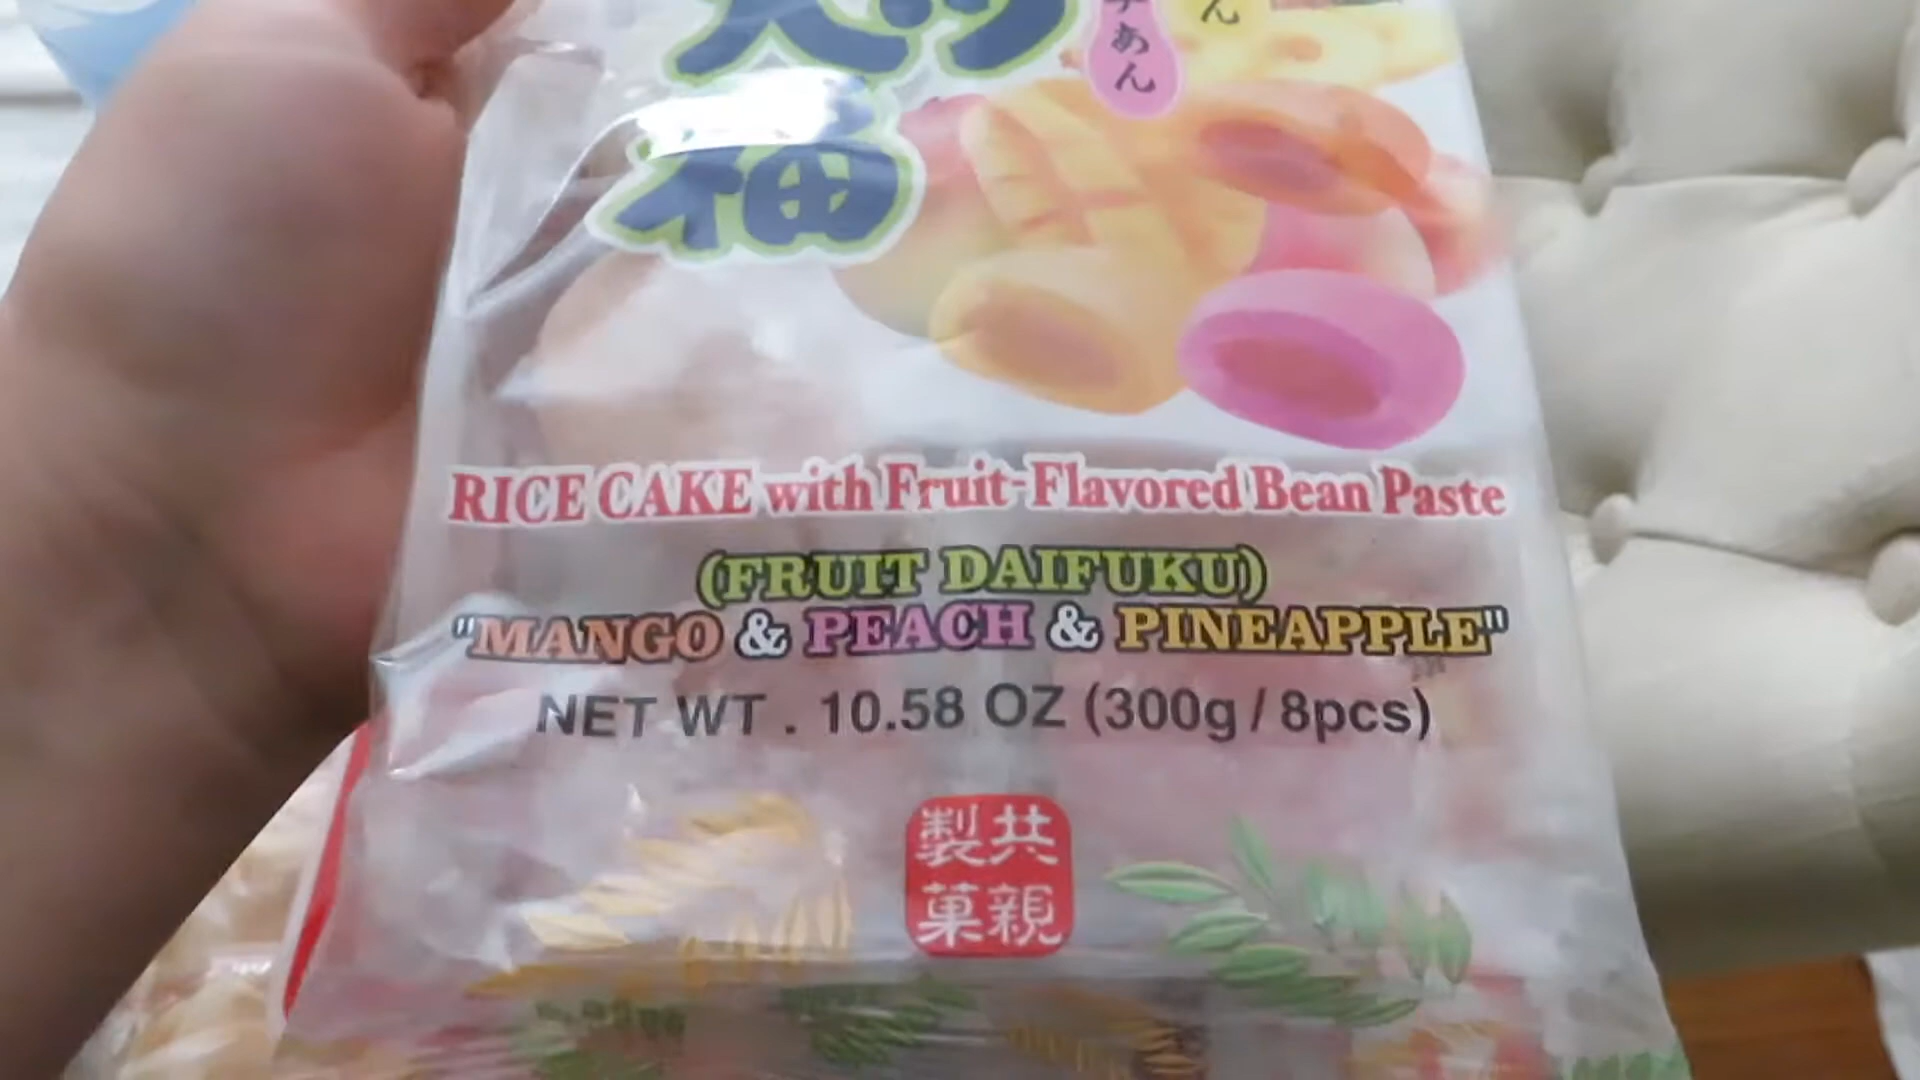 福
あん
ん
RICE CAKE with Fruit-Flavored Bean Paste
(FRUIT DAIFUKU)
"MANGO & PEACH & PINEAPPLE"
NET WT . 10.58 OZ (300g / 8pcs)
共親
製菓